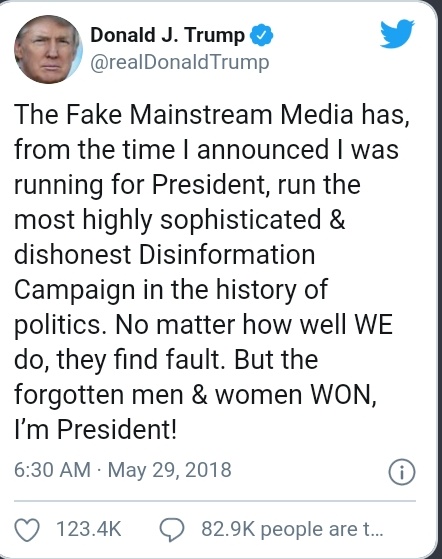 Donald J. Trump
@realDonaldTrump
The Fake Mainstream Media has,
from the time I announced I was
running for President, run the
most highly sophisticated &
dishonest Disinformation
Campaign in the history of
politics. No matter how well WE
do, they find fault. But the
forgotten men & women WON,
I’m President!
6:30 AM · May 29, 2018
123.4K 82.9K people are t...